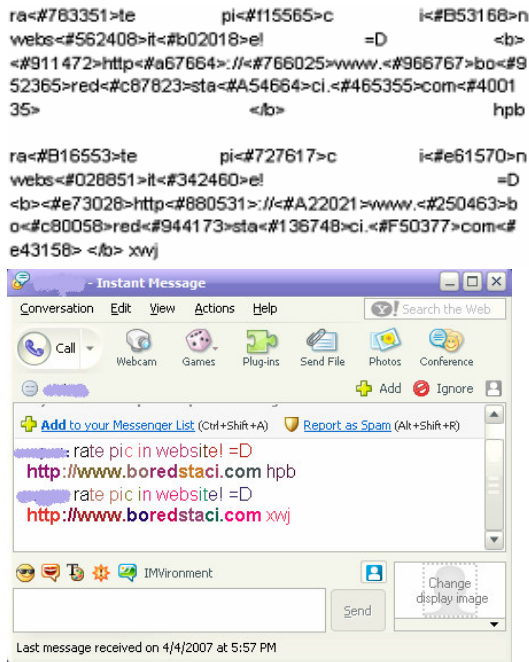 ra<#783351>te pi<#f15565>c i<#B53168>n
webs<#562408>it<#b02018>e! =D <b>
<#911472>http<#a67664>://<#766025>www.<#966767>bo<#9
52365>red<#c87823>sta<#A54664>ci.<#465355>com<#4001
35> </b> hpb
ra<#B16553>te pi<#727617>c i<#e61570>n
webs<#028851>it<#342460>e! =D
<b><#e73028>http<#880531>://<#A22021>www.<#250463>b
o<#c80058>red<#944173>sta<#136748>ci.<#F50377>com<#
e43158> </b> xwj
- Instant Message
Conversation Edit View Actions Help Y! Search the Web
Call Webcam Games Plug-ins Send File Photos Conference
Add Ignore
Add to your Messenger List (Ctrl+Shift+A) Report as Spam (Alt+Shift+R)
: rate pic in website! =D
http://www.boredstaci.com hpb
: rate pic in website! =D
http://www.boredstaci.com xwj
IMVironment
Change
display image
Send
Last message received on 4/4/2007 at 5:57 PM